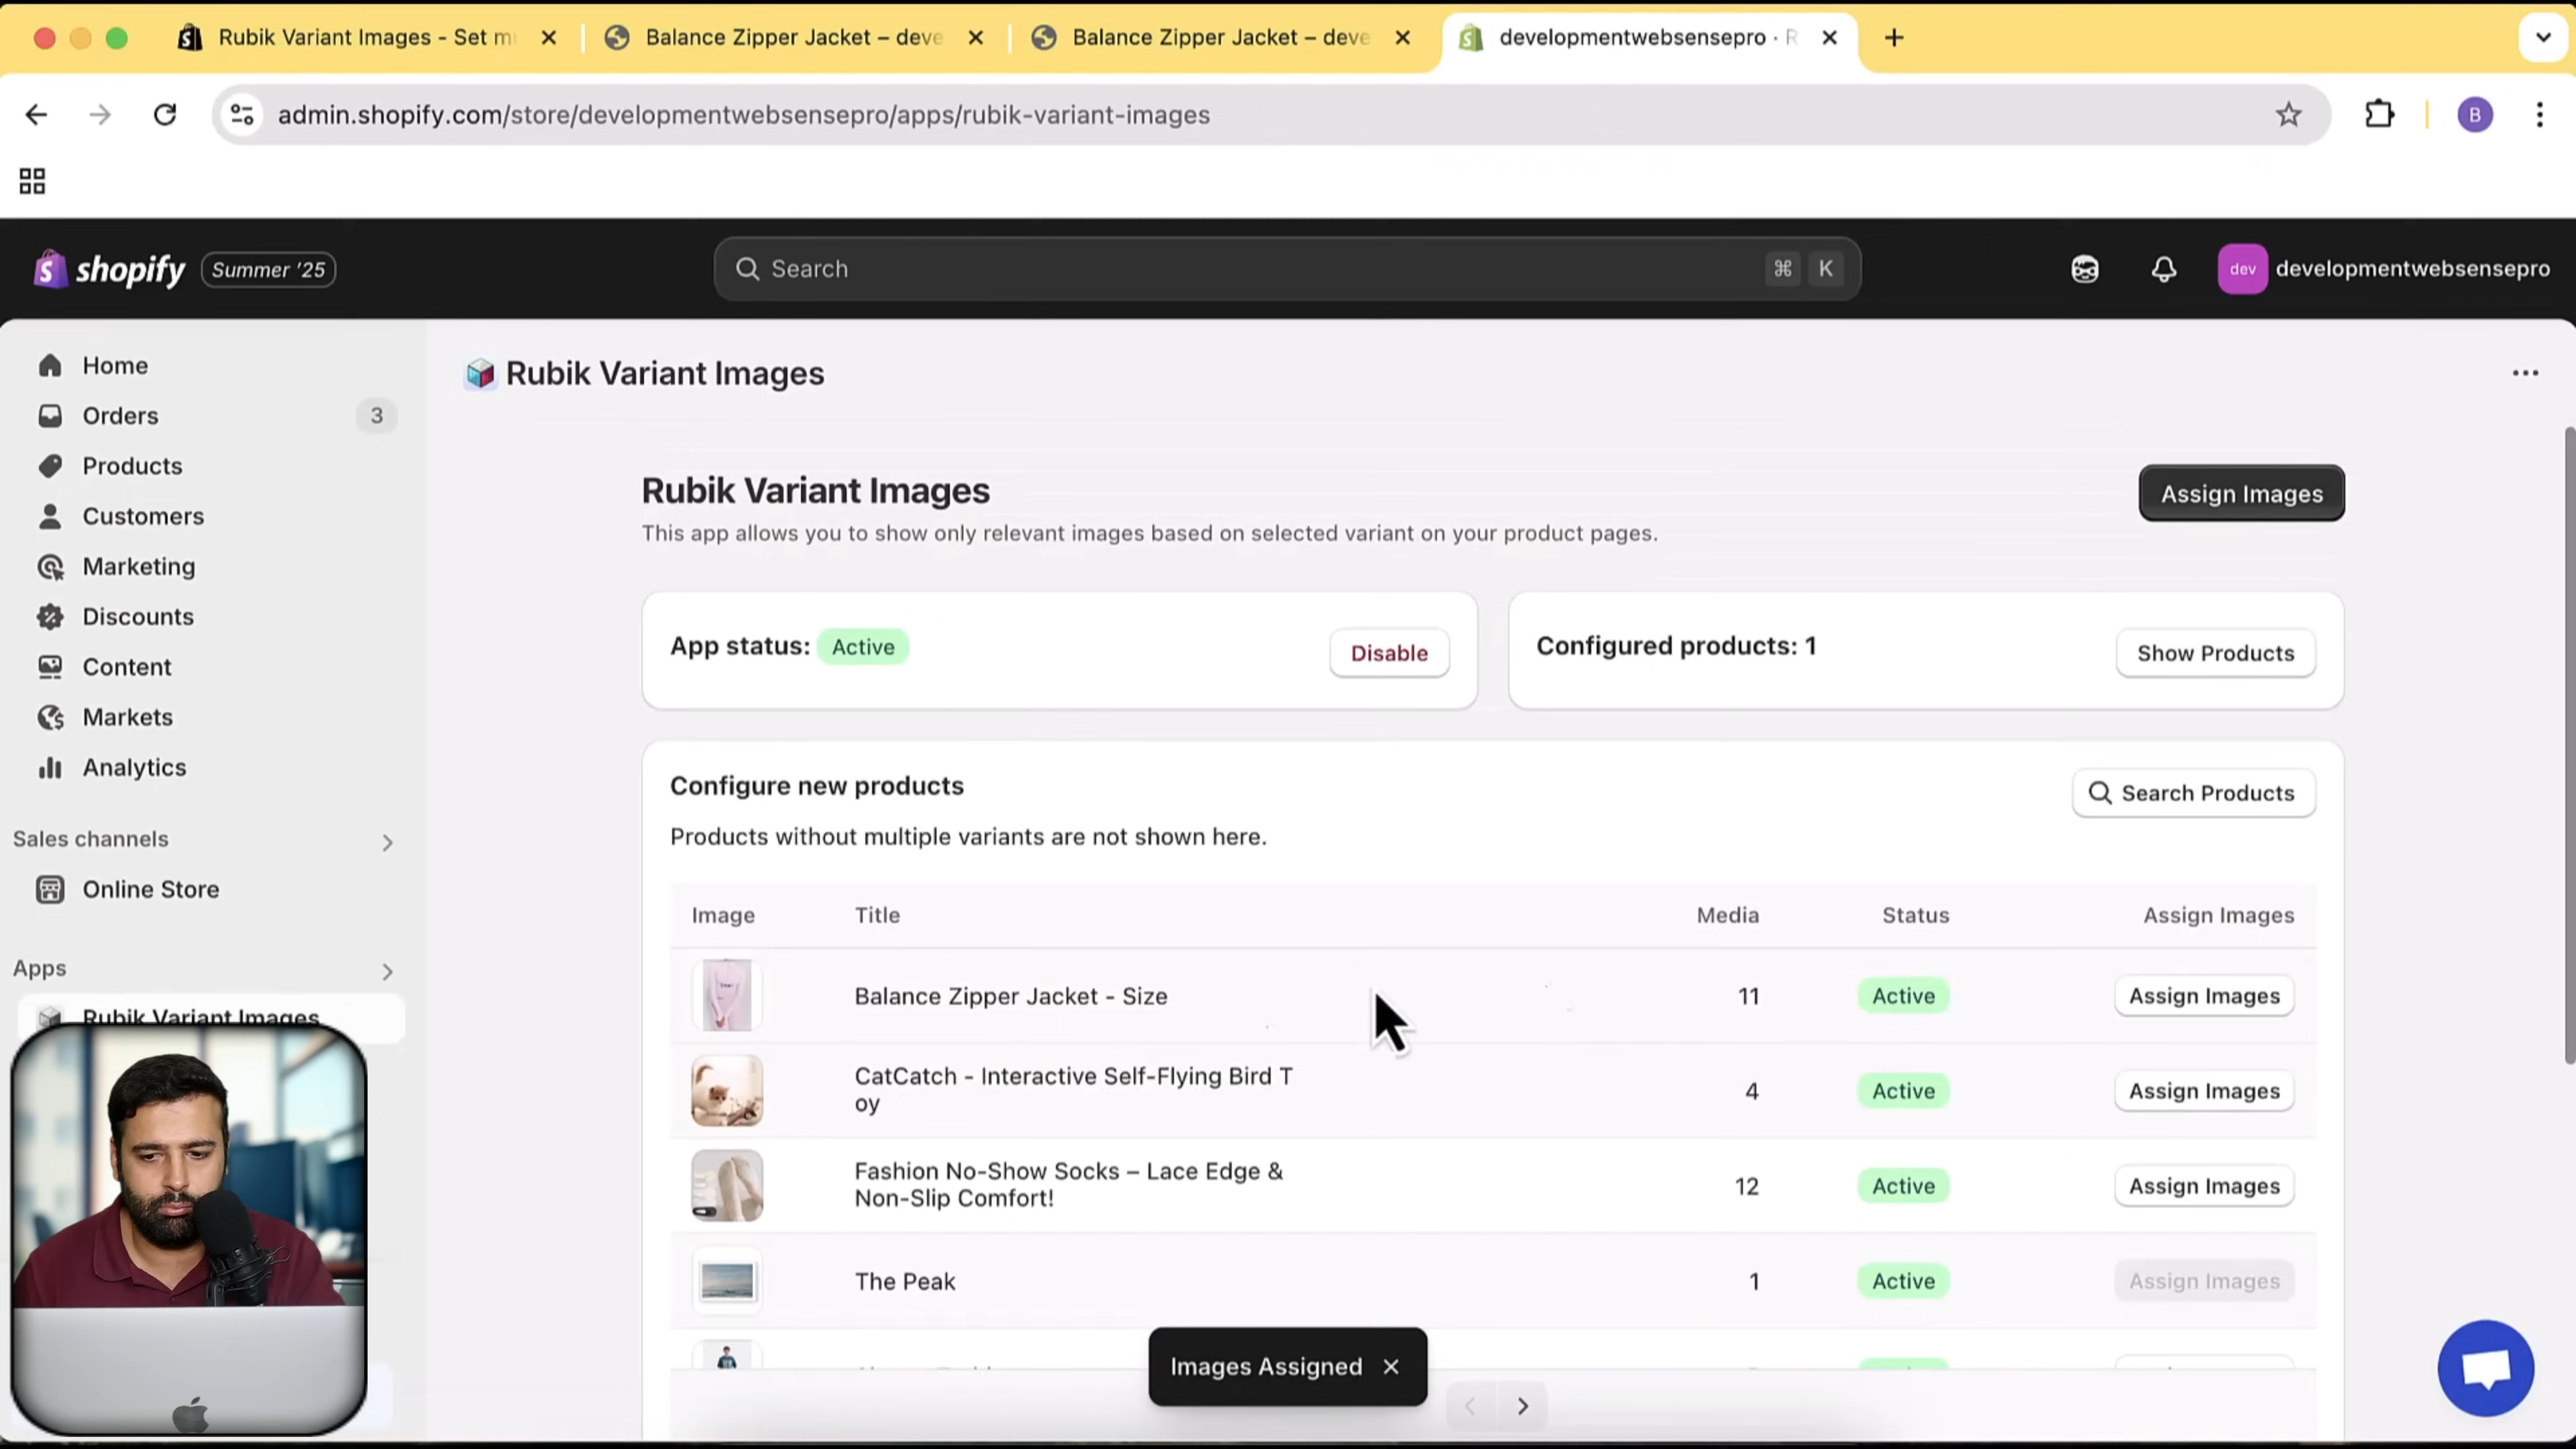 Rubik Variant Images - Set m
Balance Zipper Jacket – deve
Balance Zipper Jacket – deve
developmentwebsensepro · R
admin.shopify.com/store/developmentwebsensepro/apps/rubik-variant-images
B
shopify
Summer '25
Search
⌘ K
dev
developmentwebsensepro
Home
Orders
3
Products
Customers
Marketing
Discounts
Content
Markets
Analytics
Sales channels
Online Store
Apps
Rubik Variant Images
Rubik Variant Images
Rubik Variant Images
Assign Images
This app allows you to show only relevant images based on selected variant on your product pages.
App status: Active
Disable
Configured products: 1
Show Products
Configure new products
Search Products
Products without multiple variants are not shown here.
Image Title Media Status Assign Images
Balance Zipper Jacket - Size 11 Active Assign Images
CatCatch - Interactive Self-Flying Bird T
oy
4 Active Assign Images
Fashion No-Show Socks – Lace Edge &
Non-Slip Comfort!
12 Active Assign Images
The Peak 1 Active Assign Images
Images Assigned